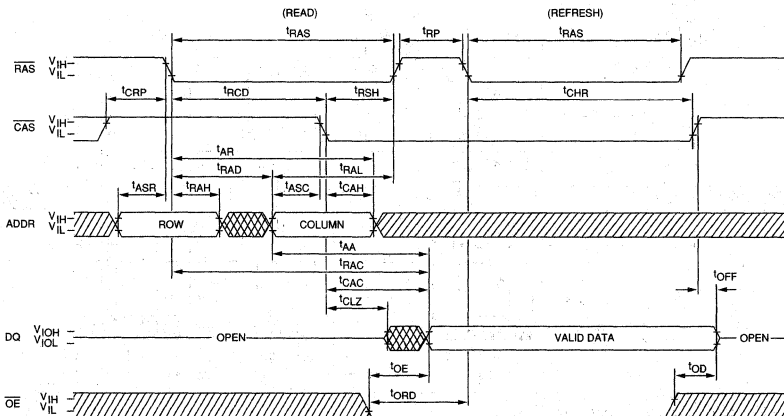 (READ) (REFRESH)
tRAS tRP tRAS
RAS VIH VIL
tCRP tRCD tRSH tCHR
CAS VIH VIL
tAR
tRAD tRAL
tASR tRAH tASC tCAH
ADDR VIH VIL ROW COLUMN
tAA
tRAC
tCAC tOFF
tCLZ
DQ VIOH VIOL OPEN VALID DATA OPEN
tOE tOD
tORD
OE VIH VIL